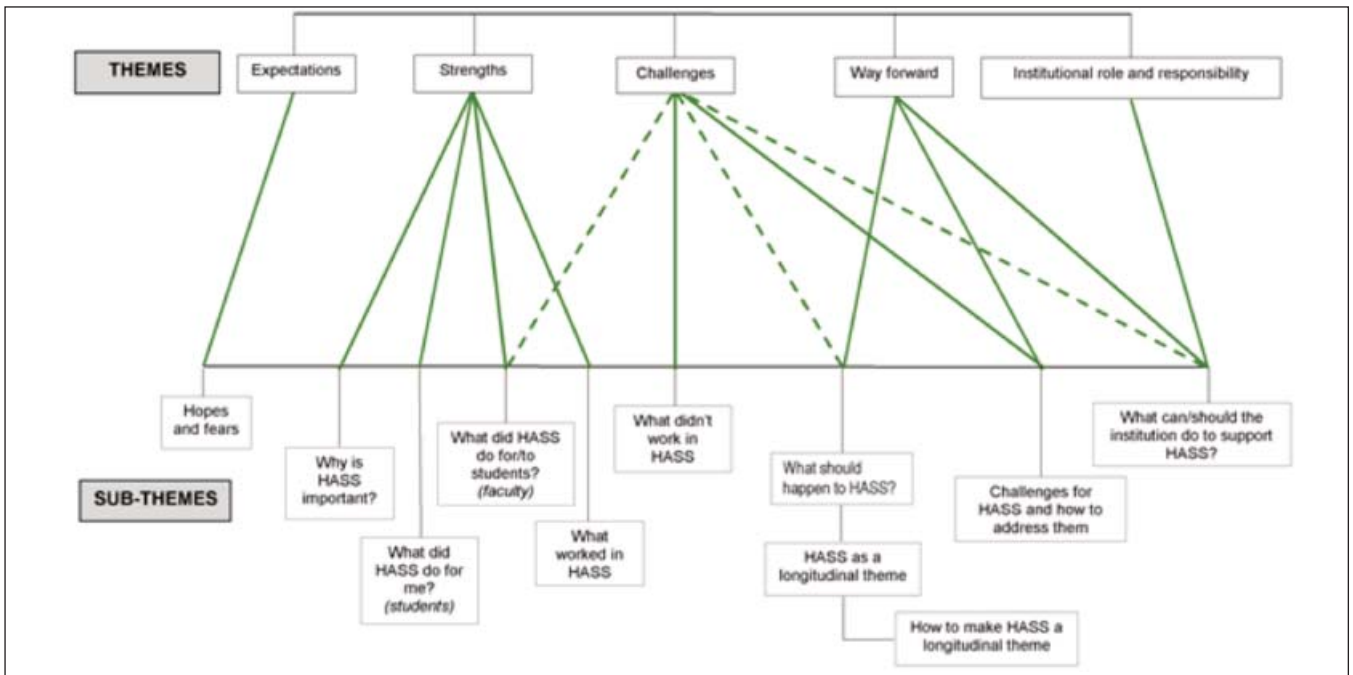 THEMES
Expectations
Strengths
Challenges
Way forward
Institutional role and responsibility
SUB-THEMES
Hopes
and fears
Why is
HASS
important?
What did
HASS do for
me?
(students)
What did HASS
do for/to
students?
(faculty)
What
worked in
HASS
What didn't
work in
HASS
What should
happen to HASS?
HASS as a
longitudinal theme
How to make HASS a
longitudinal theme
Challenges for
HASS and how to
address them
What can/should the
institution do to support
HASS?